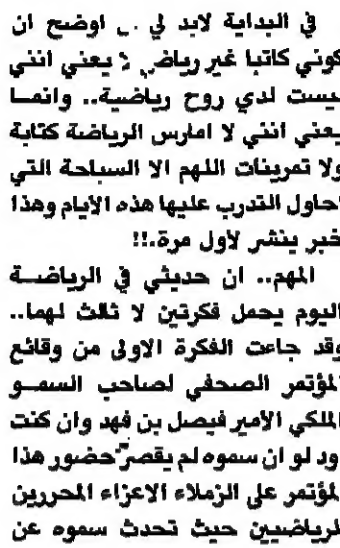 في البداية لابد لي ان اوضح ان
كوني كاتبا غير رياضي لا يعني انني
ليست لدي روح رياضية.. وانما
يعني انني لا امارس الرياضة كتابة
ولا تمرينات اللهم الا السباحة التي
احاول التدرب عليها هذه الأيام وهذا
خبر ينشر لأول مرة.!!
المهم.. ان حديثي في الرياضة
اليوم يحمل فكرتين لا ثالث لهما..
وقد جاءت الفكرة الاولى من وقائع
المؤتمر الصحفي لصاحب السمو
الملكي الأمير فيصل بن فهد وان كنت
اود لو ان سموه لم يقصر حضور هذا
المؤتمر على الزملاء الاعزاء المحررين
الرياضيين حيث تحدث سموه عن